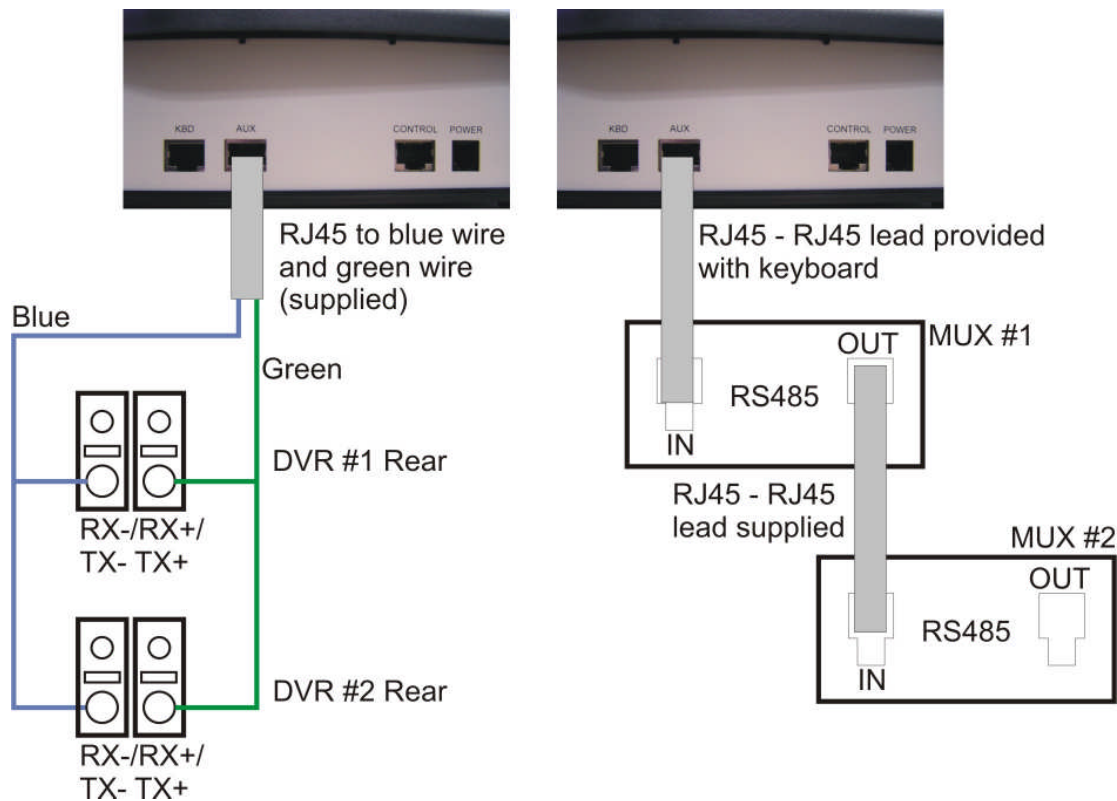 KBD AUX CONTROL POWER
RJ45 to blue wire
and green wire
(supplied)
Blue
Green
DVR #1 Rear
RX-/RX+/
TX- TX+
DVR #2 Rear
RX-/RX+/
TX- TX+
KBD AUX CONTROL POWER
RJ45 - RJ45 lead provided
with keyboard
MUX #1
OUT
RS485
IN
RJ45 - RJ45
lead supplied
MUX #2
OUT
RS485
IN